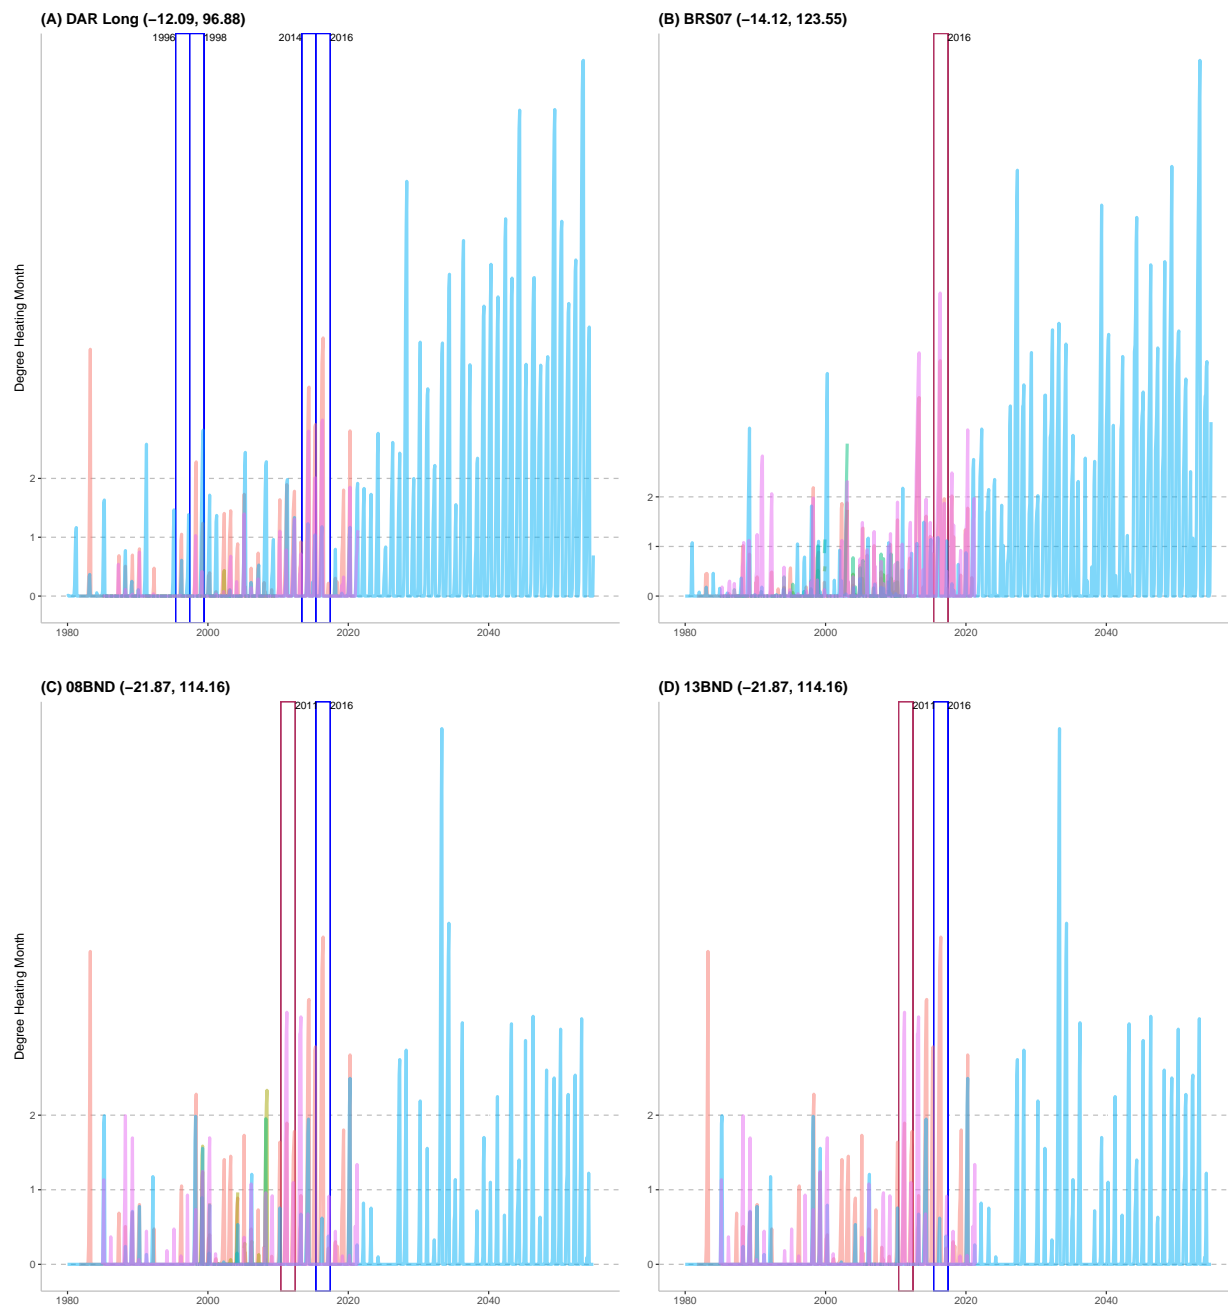 (A) DAR Long (−12.09, 96.88)
1996 1998 2014 2016
Degree Heating Month
2
1
0
1980 2000 2020 2040
(B) BRS07 (−14.12, 123.55)
2016
2
1
0
1980 2000 2020 2040
(C) 08BND (−21.87, 114.16)
2011 2016
Degree Heating Month
2
1
0
1980 2000 2020 2040
(D) 13BND (−21.87, 114.16)
2011 2016
2
1
0
1980 2000 2020 2040